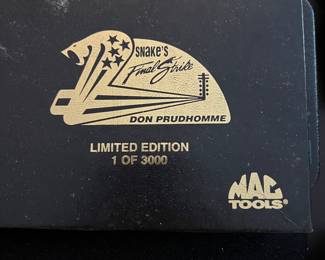 SNAKE'S
Final Strike
DON PRUDHOMME
LIMITED EDITION
1 OF 3000
MAC
TOOLS®